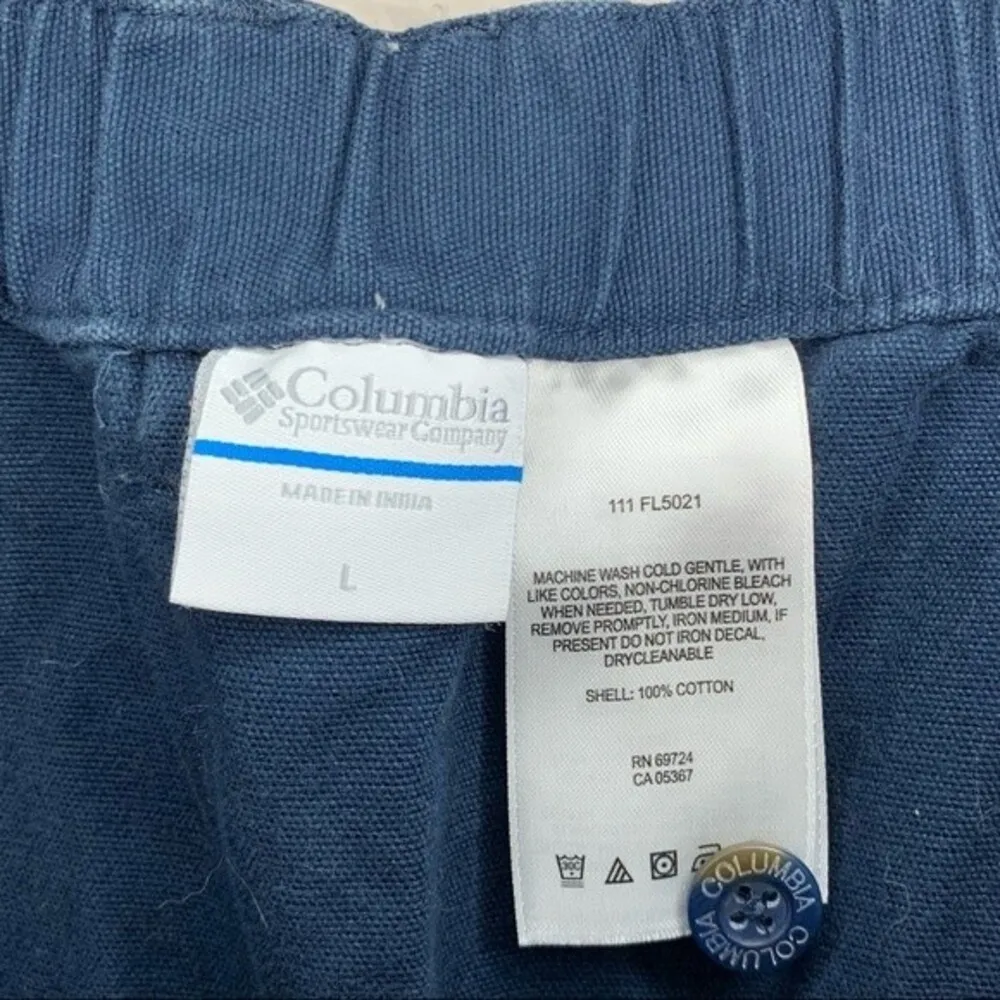 Columbia
Sportswear Company
MADE IN INDIA
L
111 FL5021
MACHINE WASH COLD GENTLE, WITH
LIKE COLORS, NON-CHLORINE BLEACH
WHEN NEEDED, TUMBLE DRY LOW,
REMOVE PROMPTLY, IRON MEDIUM, IF
PRESENT DO NOT IRON DECAL,
DRYCLEANABLE
SHELL: 100% COTTON
RN 69724
CA 05367
30C
COLUMBIA
COLUMBIA